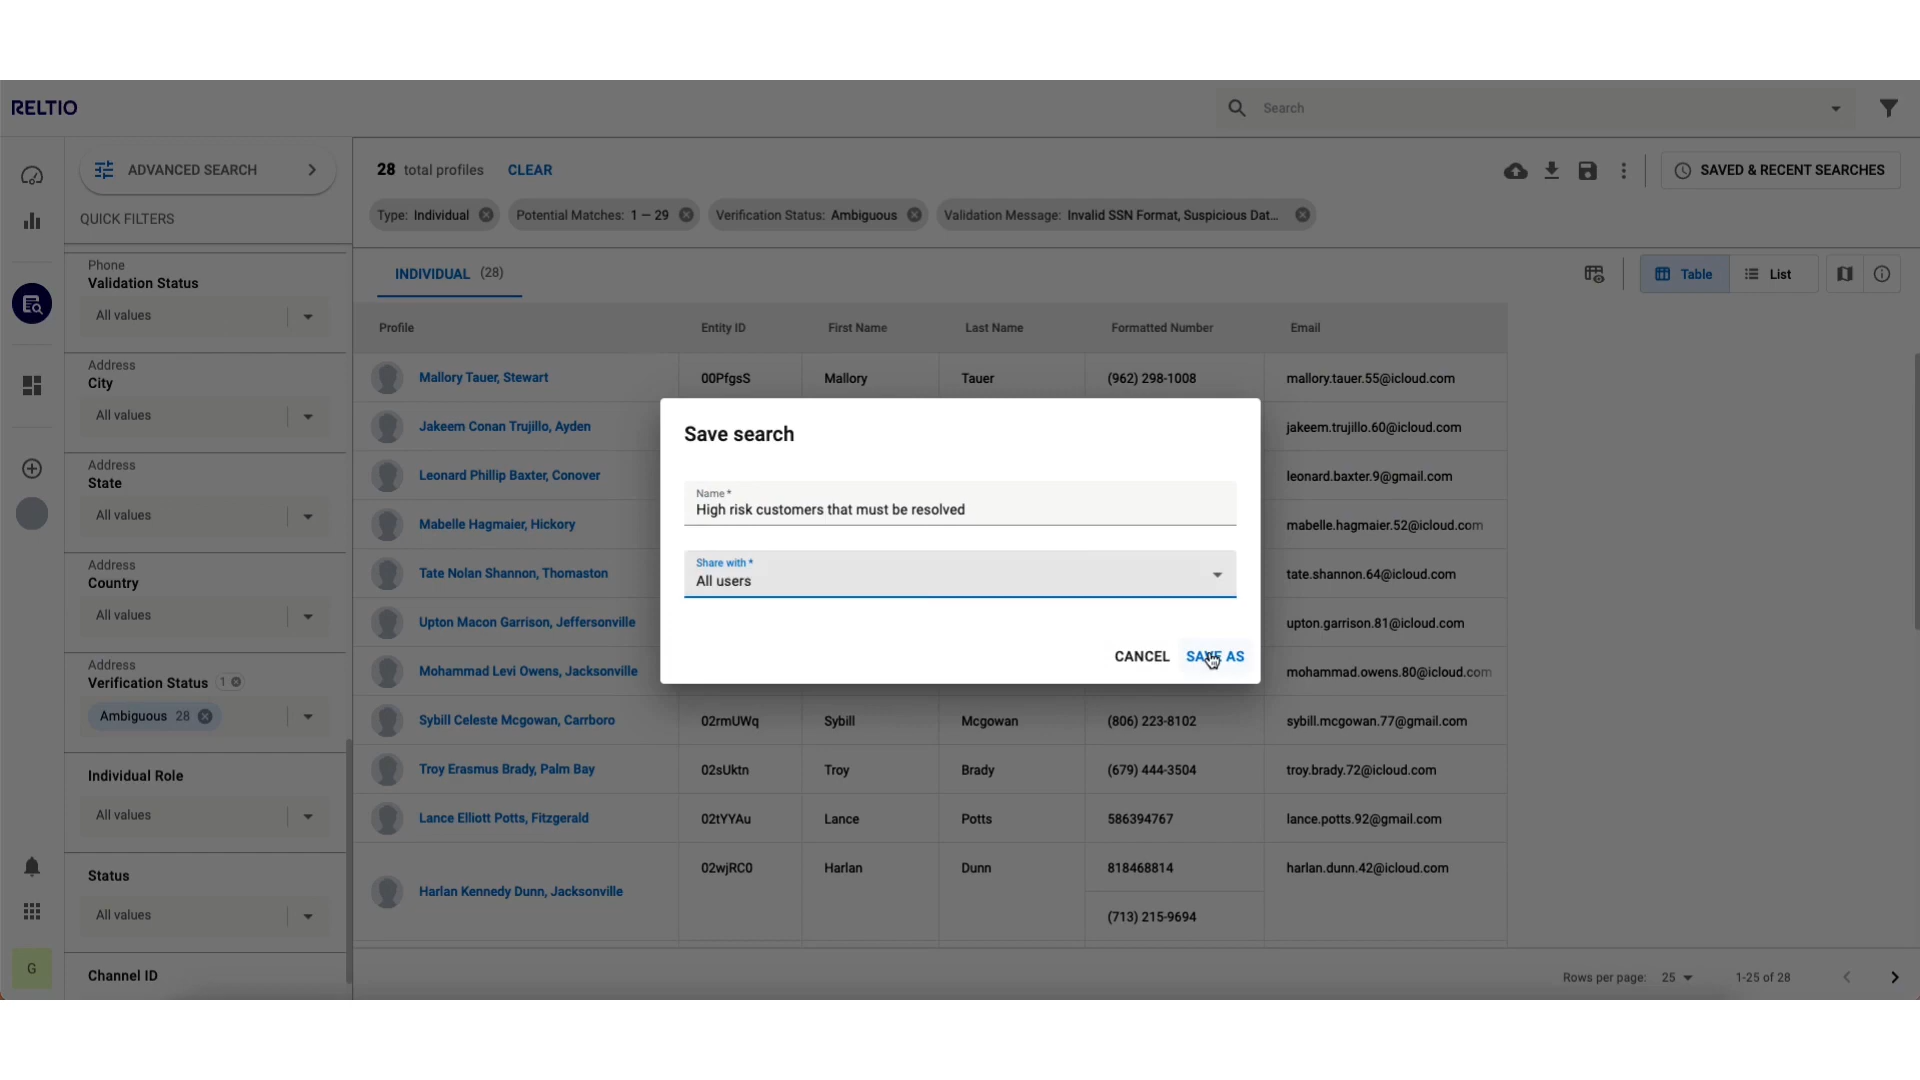 RELTIO
Search
ADVANCED SEARCH
28 total profiles CLEAR
SAVED & RECENT SEARCHES
QUICK FILTERS
Type: Individual
Potential Matches: 1 — 29
Verification Status: Ambiguous
Validation Message: Invalid SSN Format, Suspicious Dat...
INDIVIDUAL (28)
Table
List
Phone
Validation Status
All values
Address
City
All values
Address
State
All values
Address
Country
All values
Address
Verification Status 1
Ambiguous 28
Individual Role
All values
Status
All values
Channel ID
G
Profile Entity ID First Name Last Name Formatted Number Email
Mallory Tauer, Stewart 00PfgsS Mallory Tauer (962) 298-1008 mallory.tauer.55@icloud.com
Jakeem Conan Trujillo, Ayden jakeem.trujillo.60@icloud.com
Leonard Phillip Baxter, Conover leonard.baxter.9@gmail.com
Mabelle Hagmaier, Hickory mabelle.hagmaier.52@icloud.com
Tate Nolan Shannon, Thomaston tate.shannon.64@icloud.com
Upton Macon Garrison, Jeffersonville upton.garrison.81@icloud.com
Mohammad Levi Owens, Jacksonville mohammad.owens.80@icloud.com
Sybill Celeste Mcgowan, Carrboro 02rmUWq Sybill Mcgowan (806) 223-8102 sybill.mcgowan.77@gmail.com
Troy Erasmus Brady, Palm Bay 02sUktn Troy Brady (679) 444-3504 troy.brady.72@icloud.com
Lance Elliott Potts, Fitzgerald 02tYYAu Lance Potts 586394767 lance.potts.92@gmail.com
Harlan Kennedy Dunn, Jacksonville 02wjRC0 Harlan Dunn 818468814 harlan.dunn.42@icloud.com
(713) 215-9694
Save search
Name *
High risk customers that must be resolved
Share with *
All users
CANCEL SAVE AS
Rows per page: 25 1-25 of 28